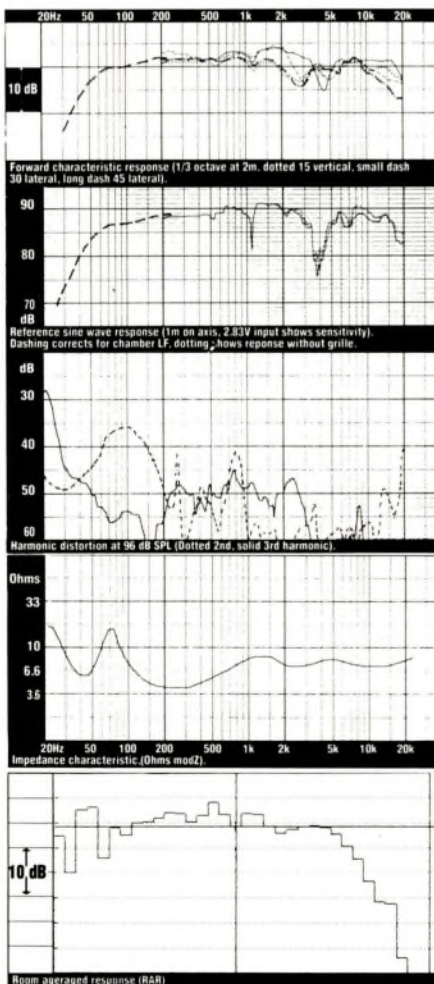 20Hz 50 100 200 500 1k 2k 5k 10k 20k
10 dB
Forward characteristic response (1/3 octave at 2m. dotted 15 vertical, small dash
30 lateral, long dash 45 lateral).
90
80
70
dB
Reference sine wave response (1m on axis, 2.83V input shows sensitivity).
Dashing corrects for chamber LF, dotting shows reponse without grille.
dB
30
40
50
60
Harmonic distortion at 96 dB SPL (Dotted 2nd, solid 3rd harmonic).
Ohms
33
10
6.6
3.5
20Hz 50 100 200 500 1k 2k 5k 10k 20k
Impedance characteristic.(Ohms modZ).
10 dB
Room ageraged response (RAR)